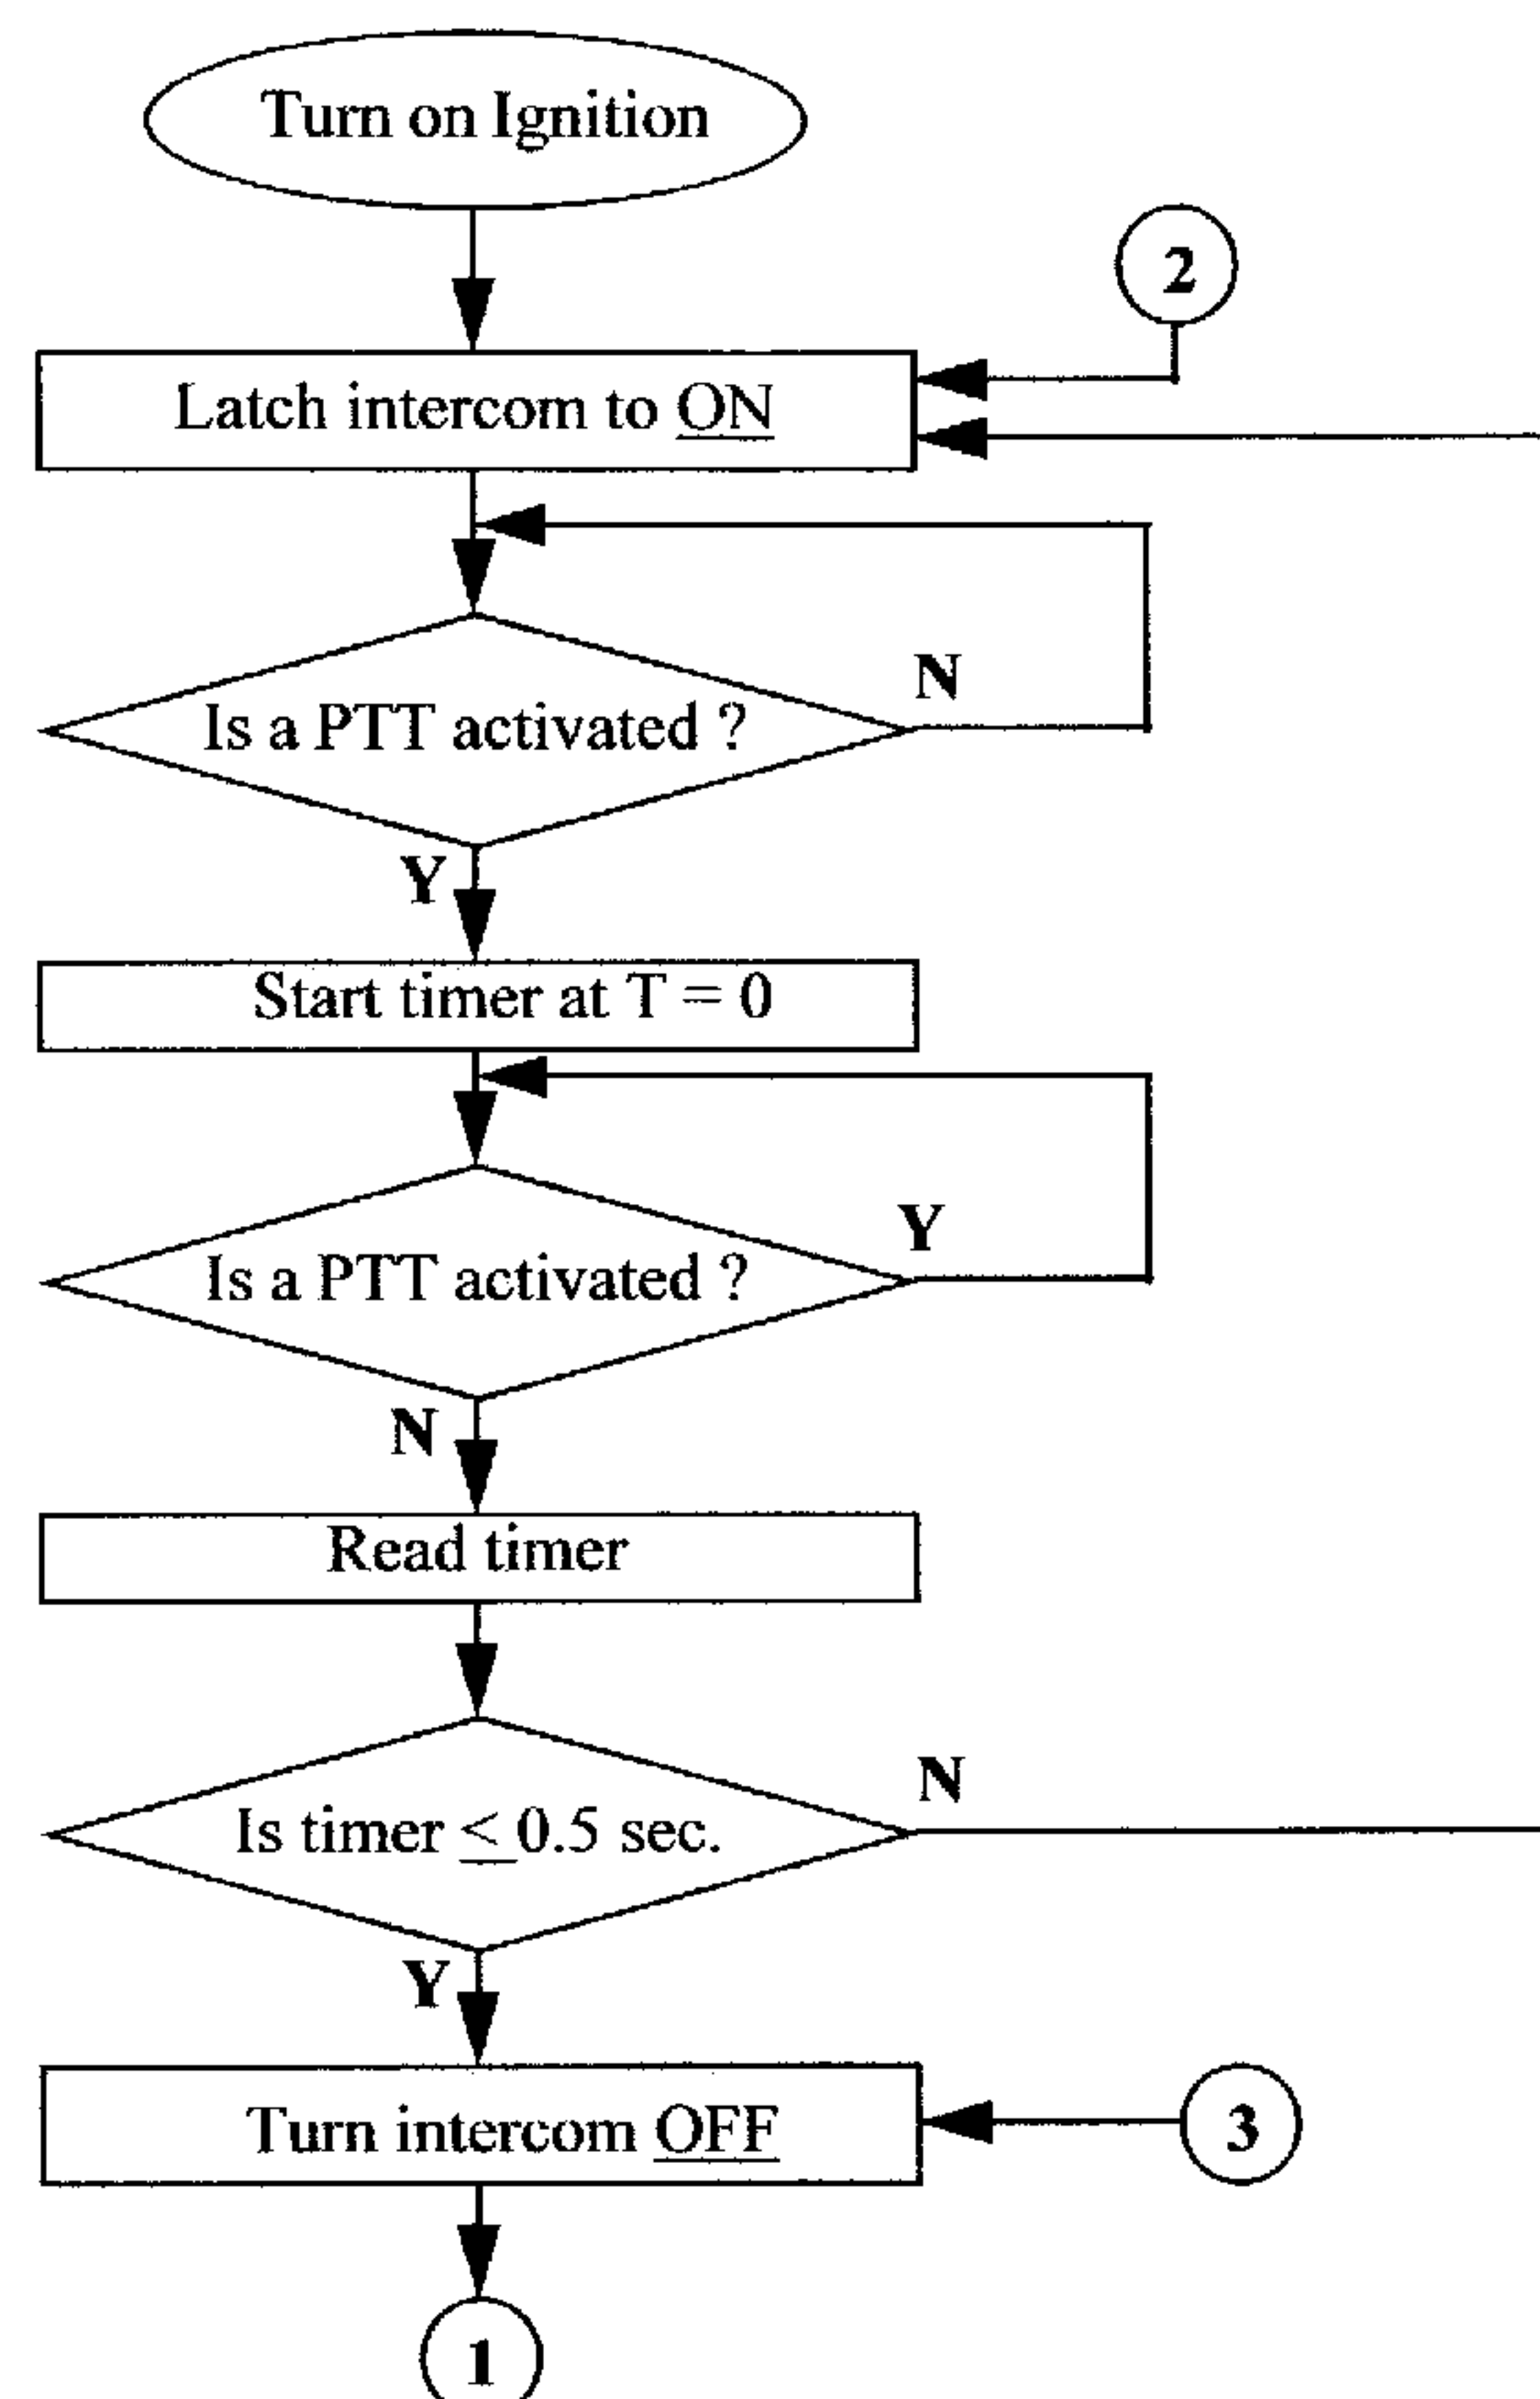 Turn on Ignition
2
Latch intercom to ON
N
Is a PTT activated ?
Y
Start timer at T = 0
Y
Is a PTT activated ?
N
Read timer
N
Is timer ≤ 0.5 sec.
Y
Turn intercom OFF
3
1